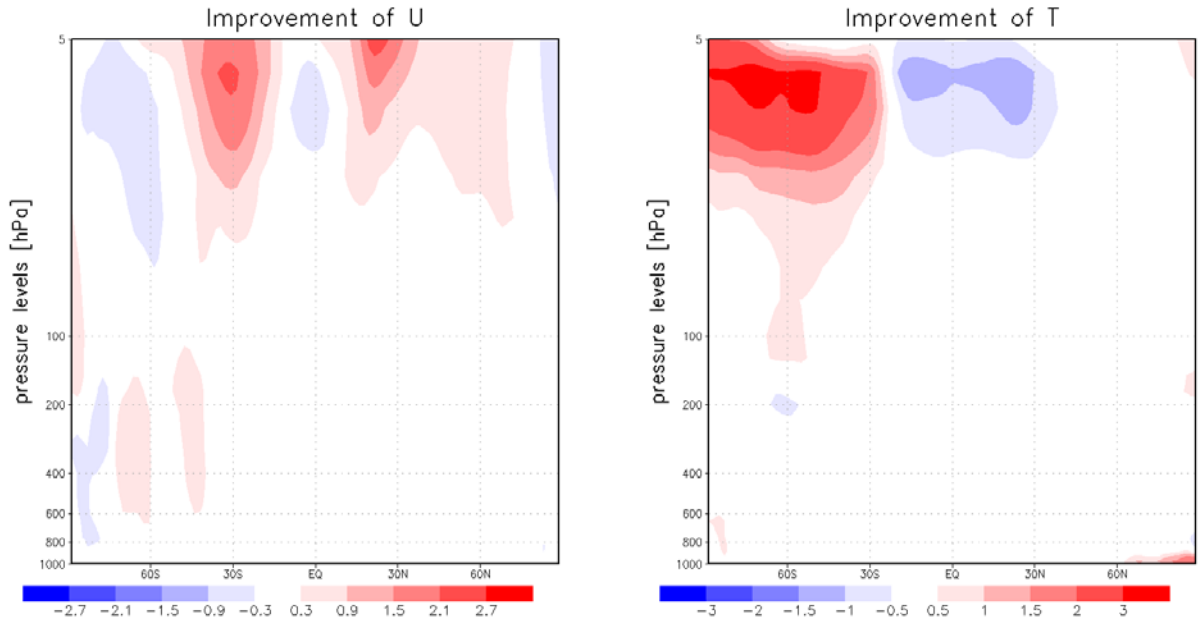 Improvement of U
5
100
200
400
600
800
1000
pressure levels [hPa]
60S 30S EQ 30N 60N
-2.7 -2.1 -1.5 -0.9 -0.3 0.3 0.9 1.5 2.1 2.7
Improvement of T
5
100
200
400
600
800
1000
pressure levels [hPa]
60S 30S EQ 30N 60N
-3 -2 -1.5 -1 -0.5 0.5 1 1.5 2 3